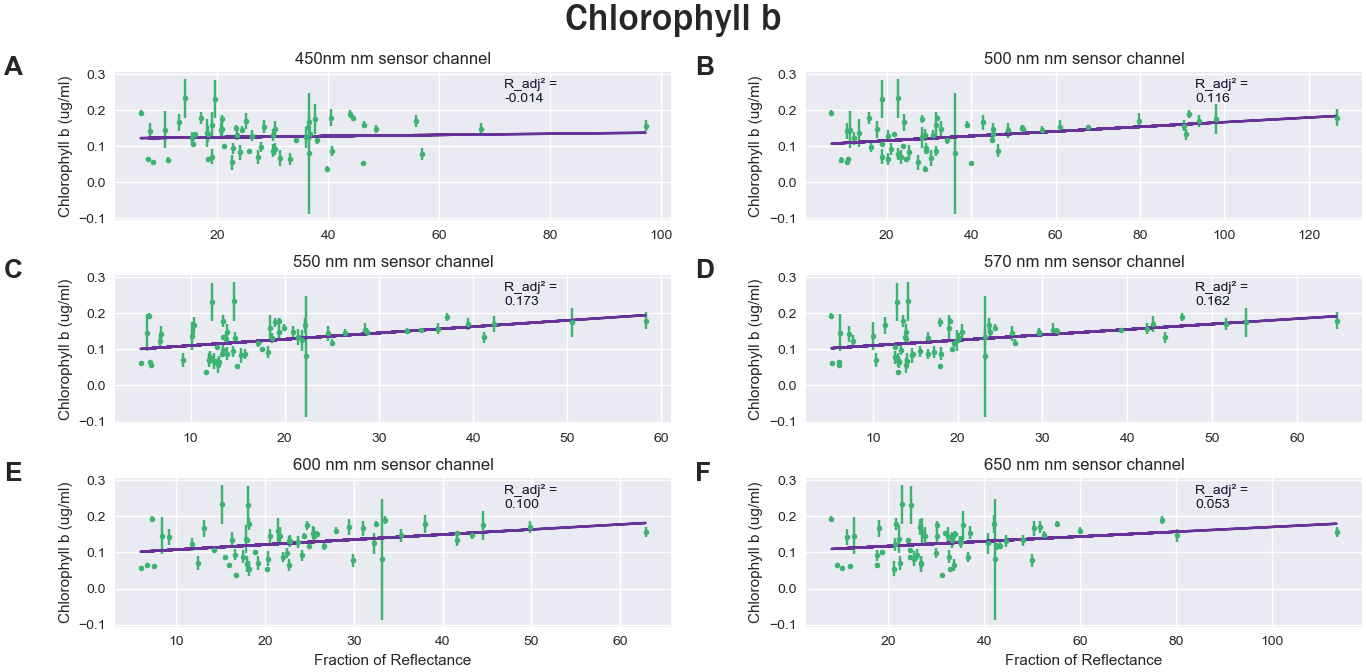 Chlorophyll b
A
450nm nm sensor channel
R_adj² =
-0.014
Chlorophyll b (ug/ml)
0.3
0.2
0.1
0.0
−0.1
20
40
60
80
100
B
500 nm nm sensor channel
R_adj² =
0.116
Chlorophyll b (ug/ml)
0.3
0.2
0.1
0.0
−0.1
20
40
60
80
100
120
C
550 nm nm sensor channel
R_adj² =
0.173
Chlorophyll b (ug/ml)
0.3
0.2
0.1
0.0
−0.1
10
20
30
40
50
60
D
570 nm nm sensor channel
R_adj² =
0.162
Chlorophyll b (ug/ml)
0.3
0.2
0.1
0.0
−0.1
10
20
30
40
50
60
E
600 nm nm sensor channel
R_adj² =
0.100
Chlorophyll b (ug/ml)
0.3
0.2
0.1
0.0
−0.1
10
20
30
40
50
60
Fraction of Reflectance
F
650 nm nm sensor channel
R_adj² =
0.053
Chlorophyll b (ug/ml)
0.3
0.2
0.1
0.0
−0.1
20
40
60
80
100
Fraction of Reflectance